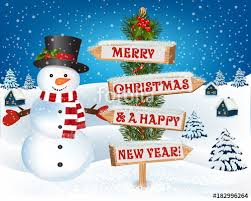 MERRY
CHRISTMAS
& A HAPPY
NEW YEAR!
#182996264